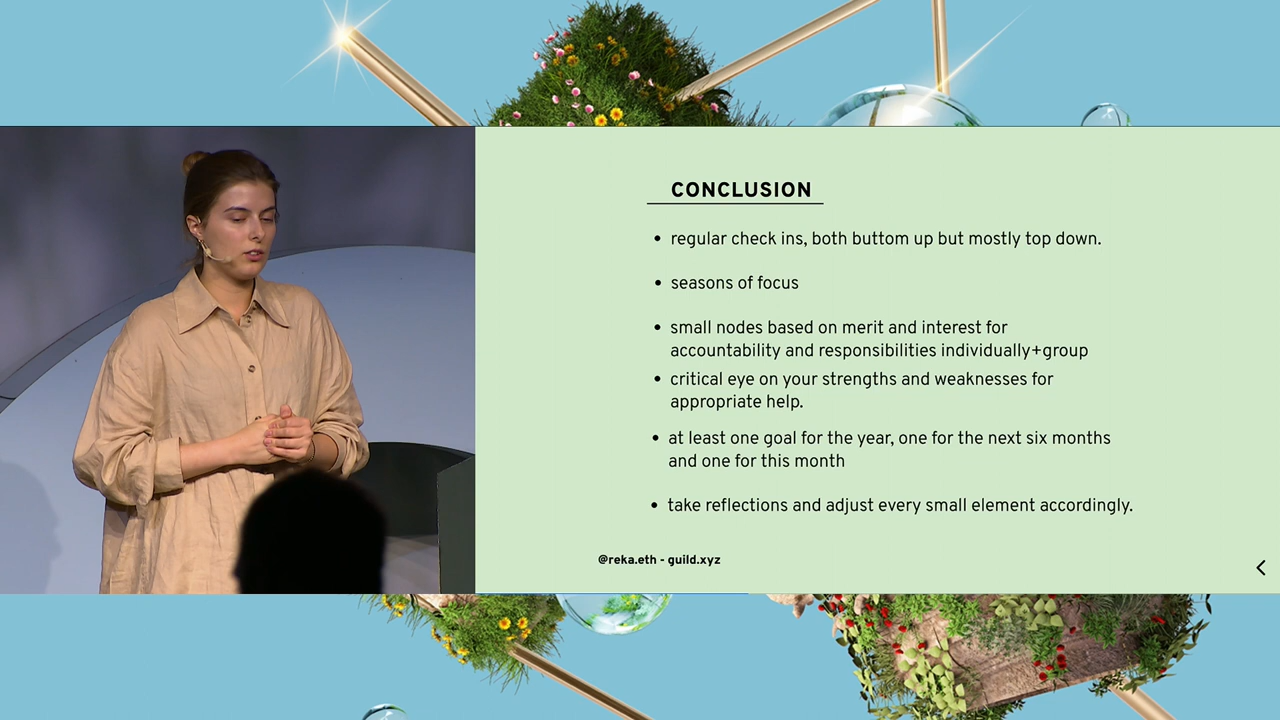 CONCLUSION
• regular check ins, both buttom up but mostly top down.
• seasons of focus
• small nodes based on merit and interest for
accountability and responsibilities individually+group
• critical eye on your strengths and weaknesses for
appropriate help.
• at least one goal for the year, one for the next six months
and one for this month
• take reflections and adjust every small element accordingly.
@reka.eth - guild.xyz